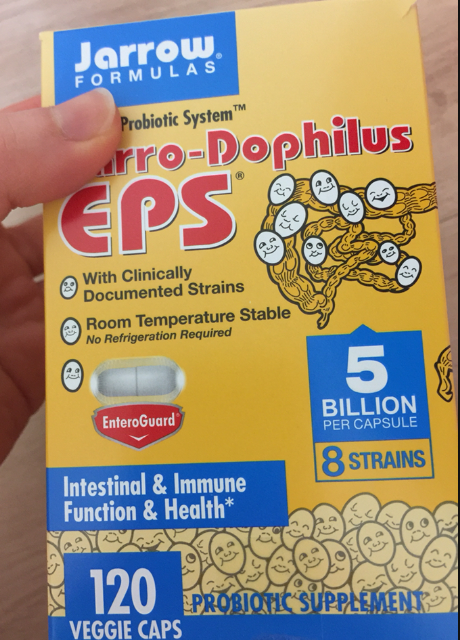 Jarrow
FORMULAS®
Probiotic System™
rro-Dophilus
EPS®
With Clinically
Documented Strains
Room Temperature Stable
No Refrigeration Required
EnteroGuard®
5
BILLION
PER CAPSULE
8 STRAINS
Intestinal & Immune
Function & Health*
120
VEGGIE CAPS
PROBIOTIC SUPPLEMENT